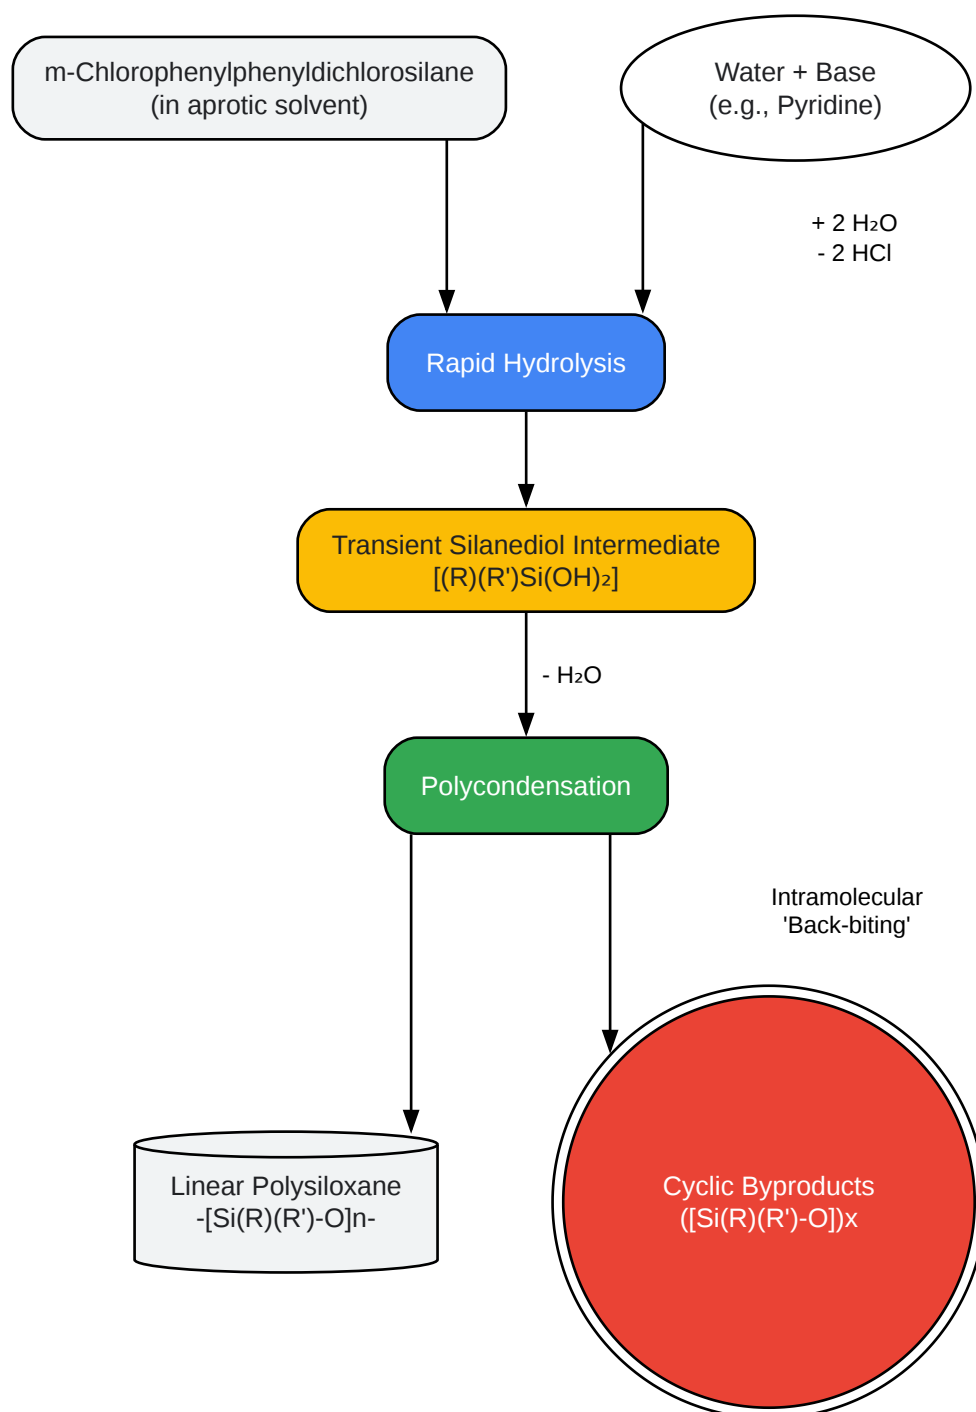 m-Chlorophenylphenyldichlorosilane
(in aprotic solvent)
Water + Base
(e.g., Pyridine)
+ 2 H₂O
- 2 HCl
Rapid Hydrolysis
Transient Silanediol Intermediate
[(R)(R')Si(OH)₂]
- H₂O
Polycondensation
Intramolecular
'Back-biting'
Linear Polysiloxane
-[Si(R)(R')-O]n-
Cyclic Byproducts
([Si(R)(R')-O])x